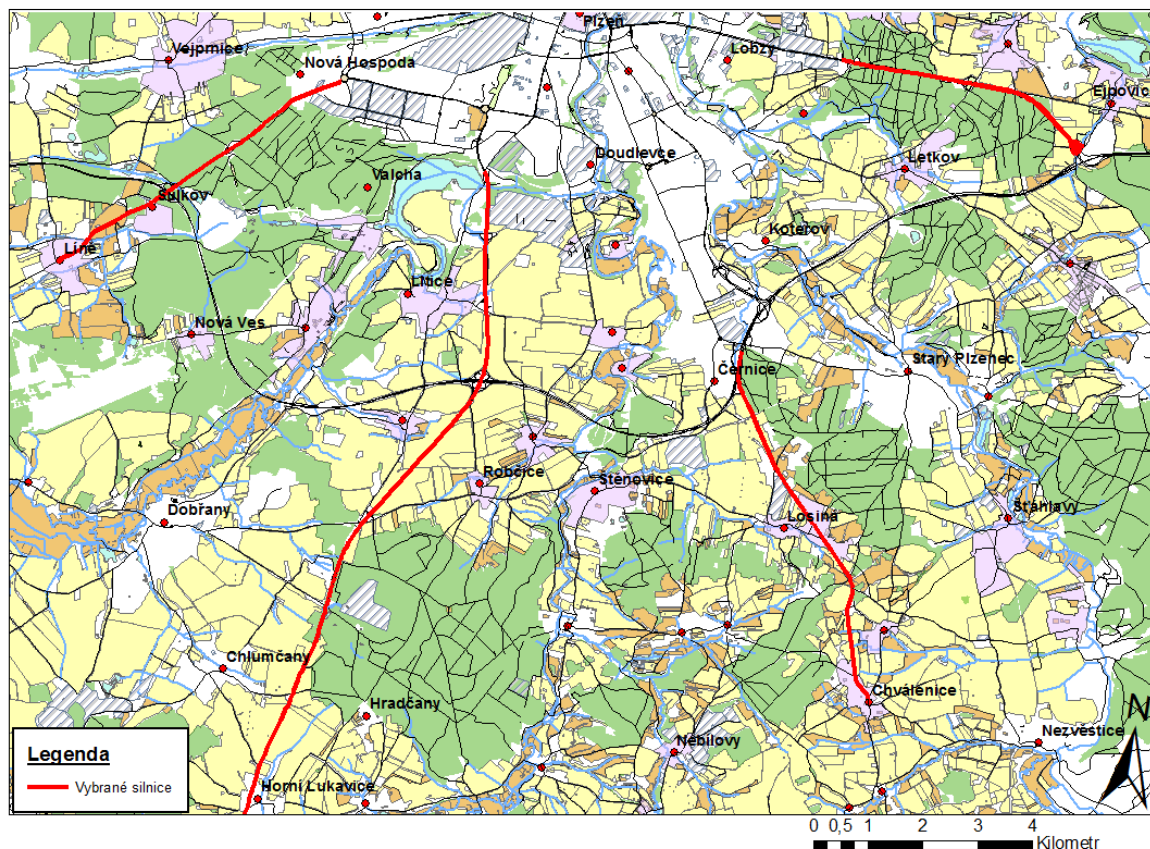 Plzeň
Vejprnice
Lobzy
Nová Hospoda
Ejpovice
Doudlevce
Letkov
Valcha
Sulkov
Koterov
Líně
Litice
Nová Ves
Starý Plzenec
Černice
Robčice
Štěnovice
Dobřany
Losiná
Šťáhlavy
Chlumčany
Chválenice
Hradčany
N
Nezvěstice
Nebílovy
Legenda
Vybrané silnice
Horní Lukavice
0 0,5 1 2 3 4
Kilometr